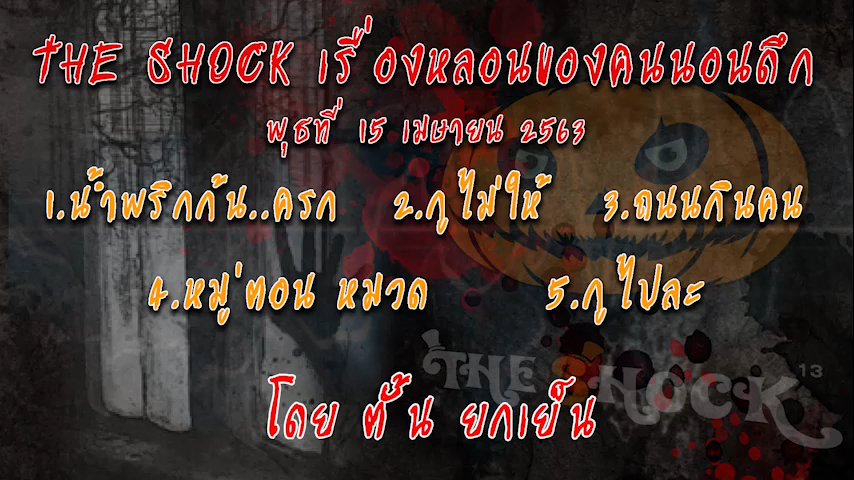 THE SHOCK เรื่องหลอนของคนนอนดึก
พุธที่ 15 เมษายน 2563
1.น้ำพริกก้น..ครก 2.กูไม่ให้ 3.ถนนกินคน
4.หมู่ตอน หมวด 5.กูไปละ
THE SHOCK 13
โดย ตั้น ยกเย็น